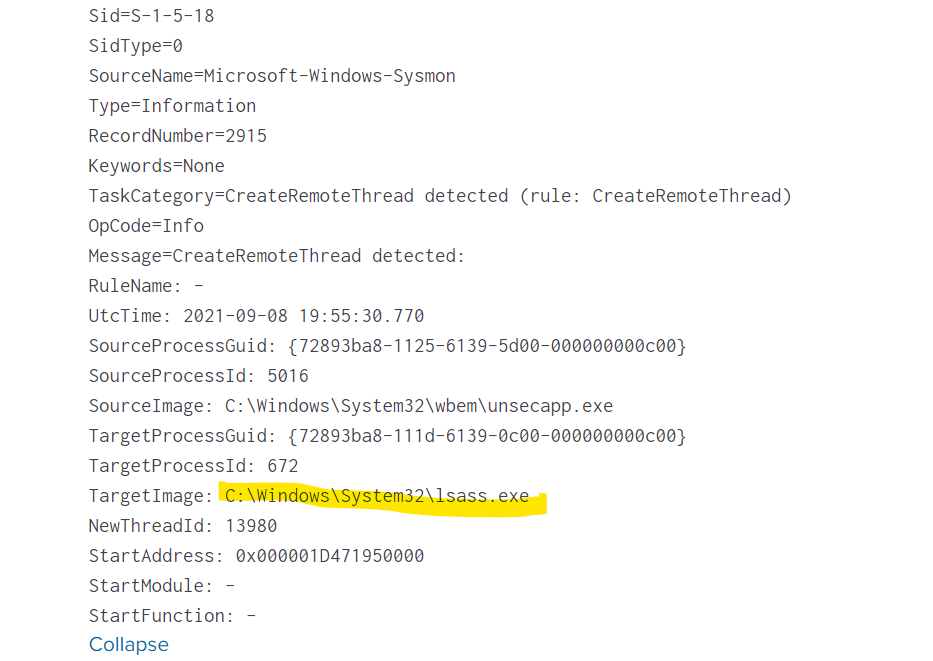 Sid=S-1-5-18
SidType=0
SourceName=Microsoft-Windows-Sysmon
Type=Information
RecordNumber=2915
Keywords=None
TaskCategory=CreateRemoteThread detected (rule: CreateRemoteThread)
OpCode=Info
Message=CreateRemoteThread detected:
RuleName: -
UtcTime: 2021-09-08 19:55:30.770
SourceProcessGuid: {72893ba8-1125-6139-5d00-000000000c00}
SourceProcessId: 5016
SourceImage: C:\Windows\System32\wbem\unsecapp.exe
TargetProcessGuid: {72893ba8-111d-6139-0c00-000000000c00}
TargetProcessId: 672
TargetImage: C:\Windows\System32\lsass.exe
NewThreadId: 13980
StartAddress: 0x000001D471950000
StartModule: -
StartFunction: -
Collapse